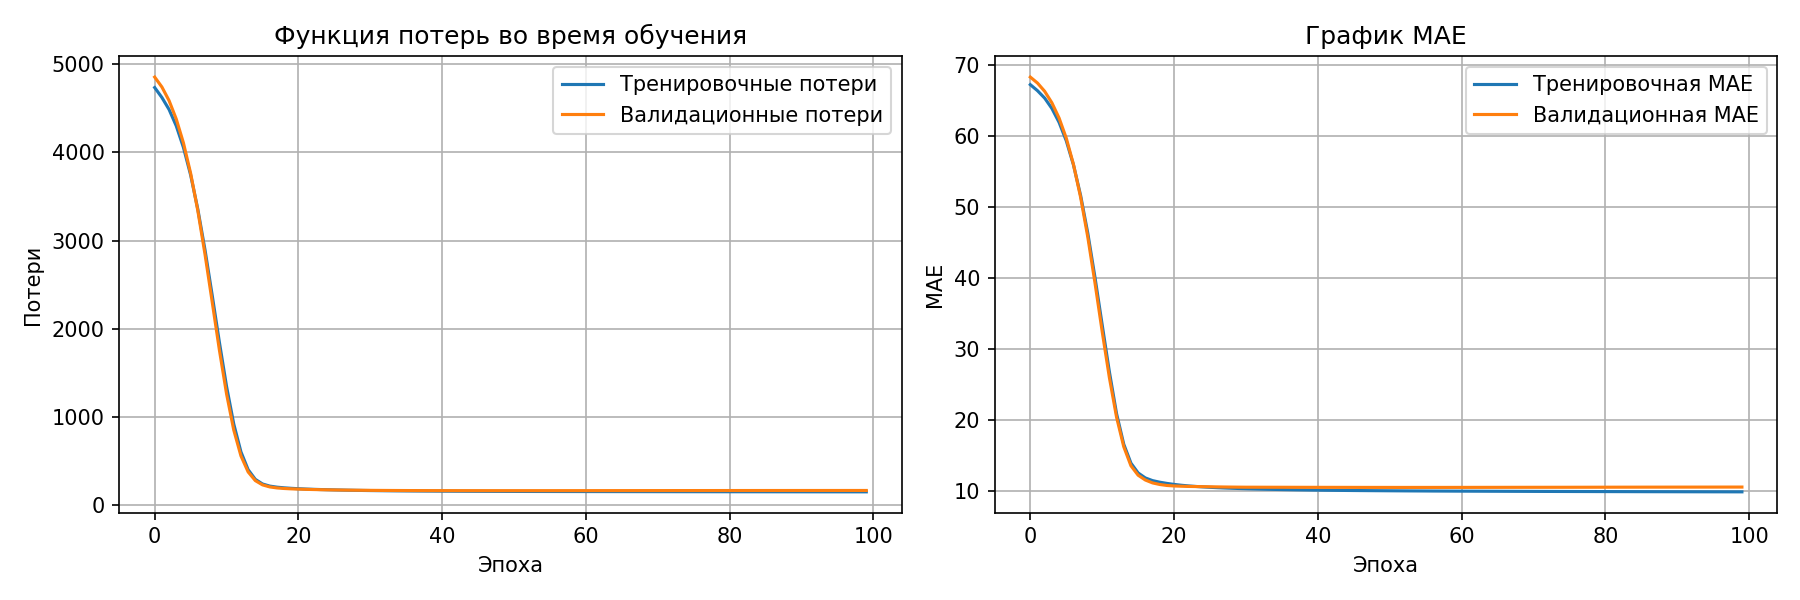 Функция потерь во время обучения
5000
4000
3000
2000
1000
0
Потери
Тренировочные потери
Валидационные потери
0 20 40 60 80 100
Эпоха
График MAE
70
60
50
40
30
20
10
MAE
Тренировочная MAE
Валидационная MAE
0 20 40 60 80 100
Эпоха